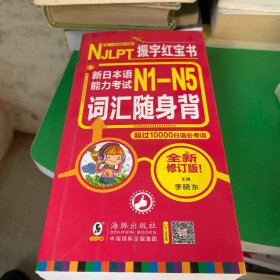 NJLPT 振宇红宝书
新日本语
能力考试 N1-N5
词汇随身背
超过10000日语必考词
全新
修订版!
主编
李晓东
海豚出版社
DOLPHIN BOOKS
中国国际出版集团